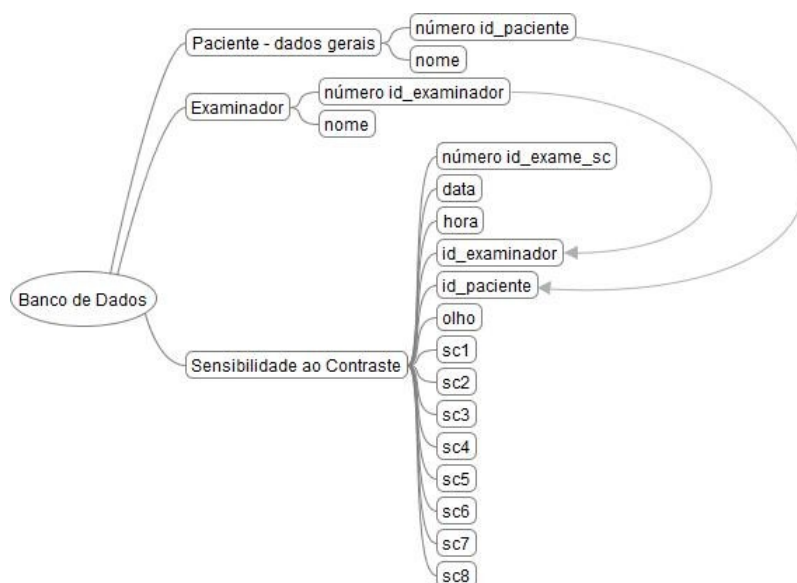 Paciente - dados gerais
número id_paciente
nome
Examinador
número id_examinador
nome
Banco de Dados
Sensibilidade ao Contraste
número id_exame_sc
data
hora
id_examinador
id_paciente
olho
sc1
sc2
sc3
sc4
sc5
sc6
sc7
sc8